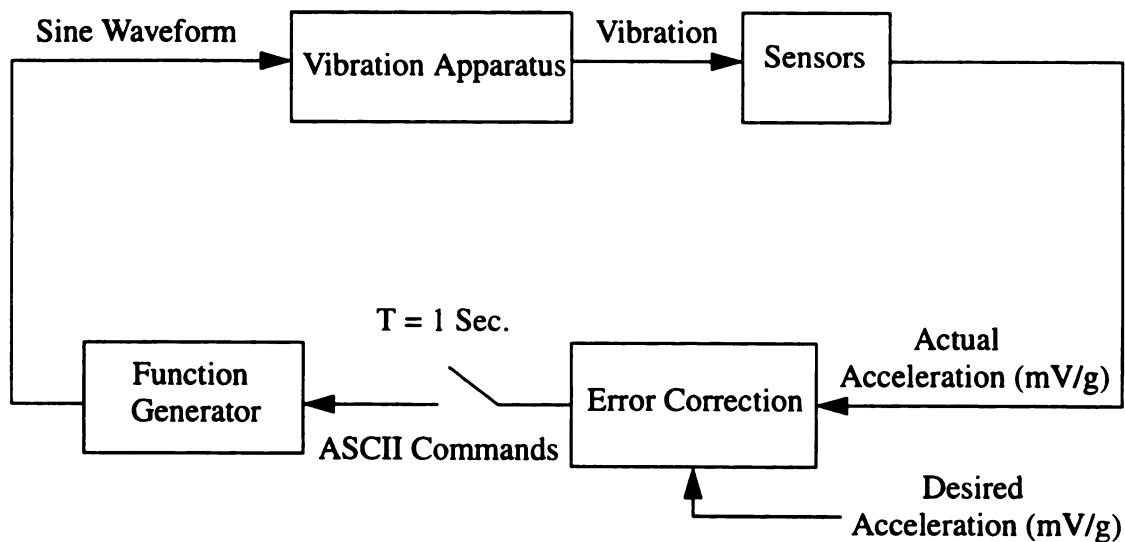 Sine Waveform
Vibration Apparatus
Vibration
Sensors
T = 1 Sec.
Function
Generator
ASCII Commands
Error Correction
Actual
Acceleration (mV/g)
Desired
Acceleration (mV/g)